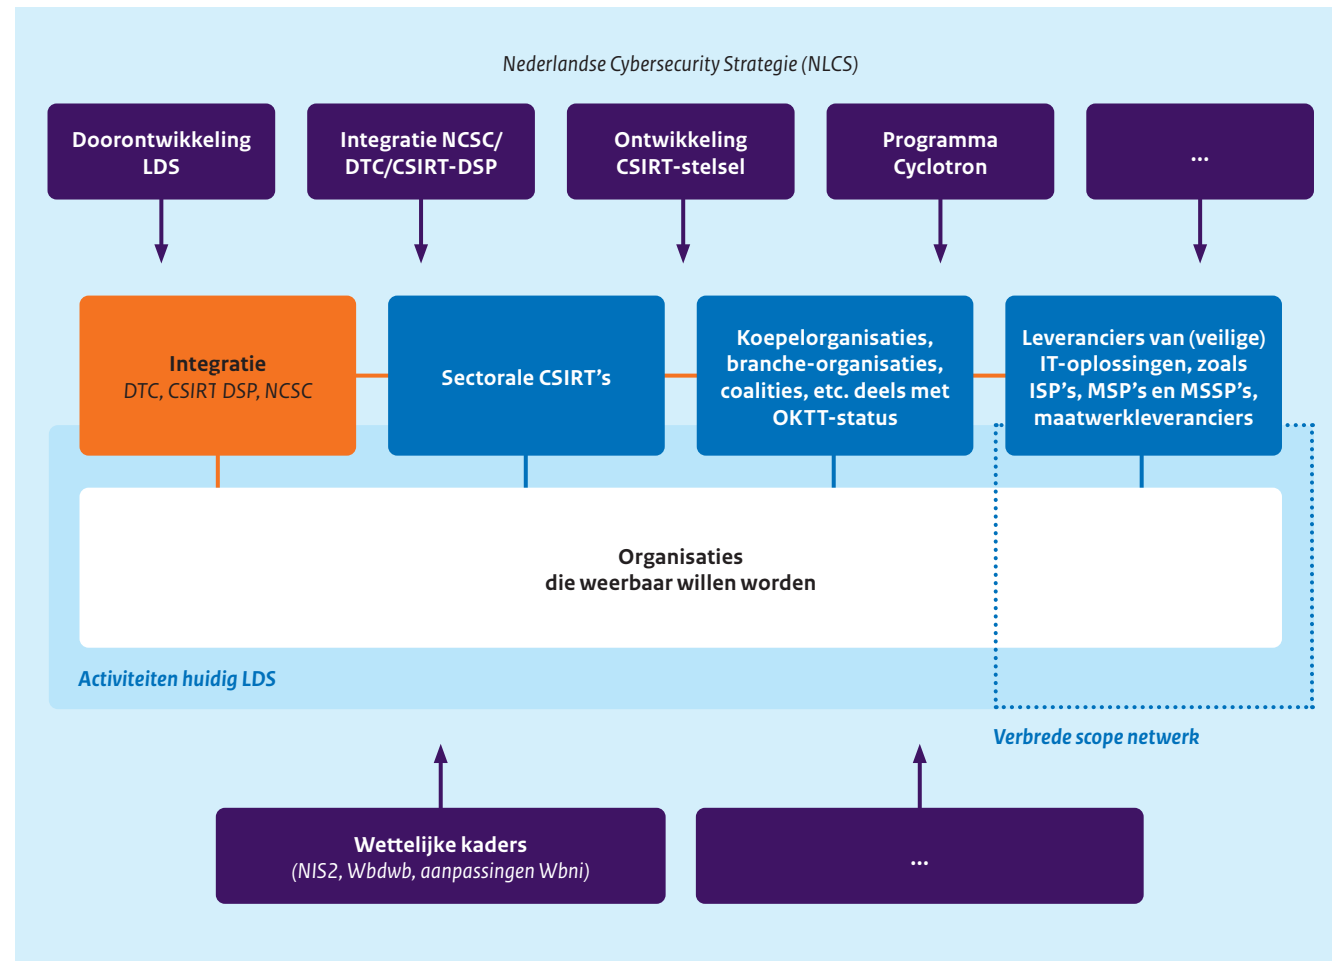 Nederlandse Cybersecurity Strategie (NLCS)
Doorontwikkeling
LDS
Integratie NCSC/
DTC/CSIRT-DSP
Ontwikkeling
CSIRT-stelsel
Programma
Cyclotron
...
Integratie
DTC, CSIRT DSP, NCSC
Sectorale CSIRT's
Koepelorganisaties,
branche-organisaties,
coalities, etc. deels met
OKTT-status
Leveranciers van (veilige)
IT-oplossingen, zoals
ISP's, MSP's en MSSP's,
maatwerkleveranciers
Organisaties
die weerbaar willen worden
Activiteiten huidig LDS
Verbrede scope netwerk
Wettelijke kaders
(NIS2, Wbdwb, aanpassingen Wbni)
...